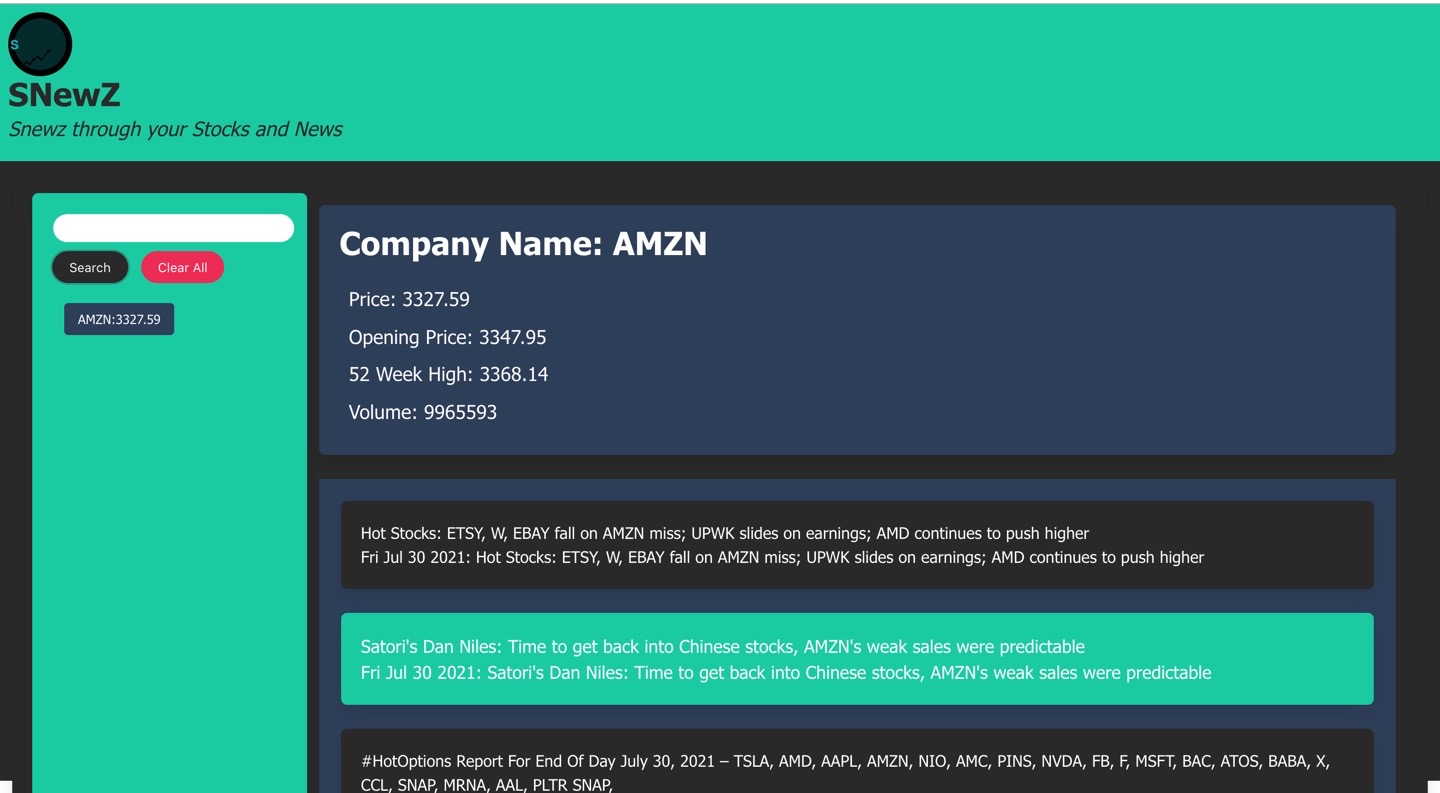 S
SNewZ
Snewz through your Stocks and News
Search
Clear All
AMZN:3327.59
Company Name: AMZN
Price: 3327.59
Opening Price: 3347.95
52 Week High: 3368.14
Volume: 9965593
Hot Stocks: ETSY, W, EBAY fall on AMZN miss; UPWK slides on earnings; AMD continues to push higher
Fri Jul 30 2021: Hot Stocks: ETSY, W, EBAY fall on AMZN miss; UPWK slides on earnings; AMD continues to push higher
Satori's Dan Niles: Time to get back into Chinese stocks, AMZN's weak sales were predictable
Fri Jul 30 2021: Satori's Dan Niles: Time to get back into Chinese stocks, AMZN's weak sales were predictable
#HotOptions Report For End Of Day July 30, 2021 – TSLA, AMD, AAPL, AMZN, NIO, AMC, PINS, NVDA, FB, F, MSFT, BAC, ATOS, BABA, X,
CCL, SNAP, MRNA, AAL, PLTR SNAP,